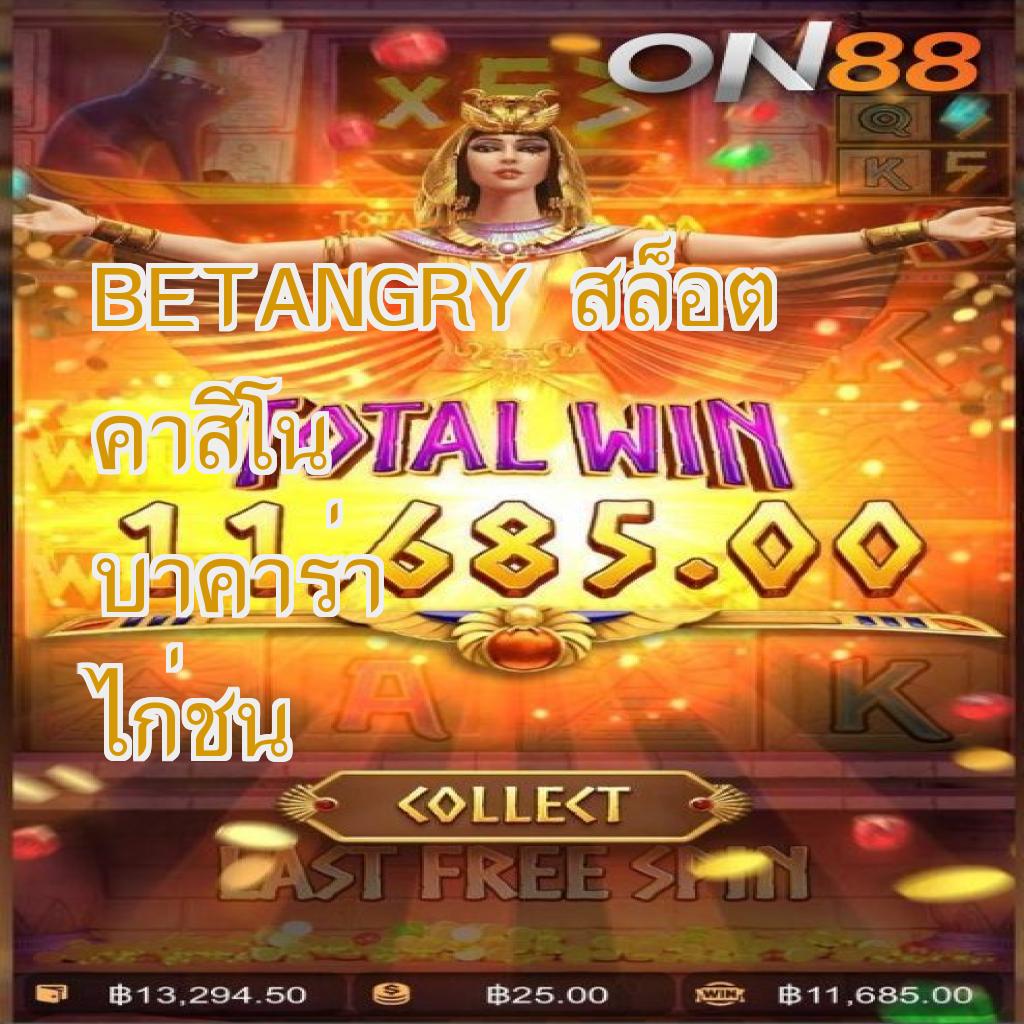 ON88
x53
Q
K
BETANGRY สล็อต
คาสิโน
TOTAL WIN
บาค่าร่า
11,685.00
ไก่ชน
A
K
COLLECT
LAST FREE SPIN
฿13,294.50 ฿25.00 WIN ฿11,685.00